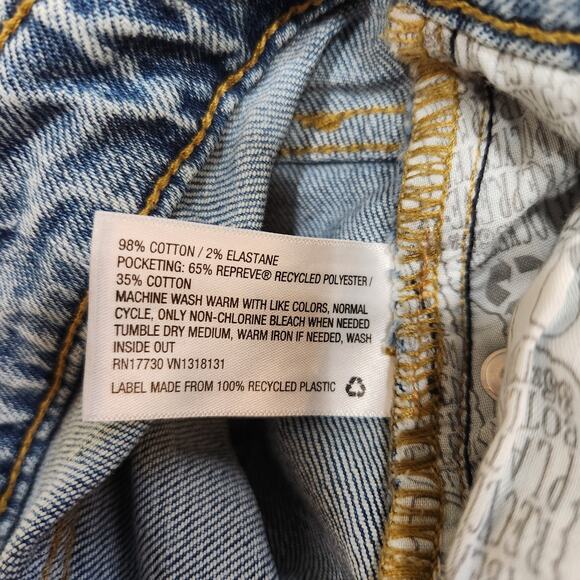 98% COTTON / 2% ELASTANE
POCKETING: 65% REPREVE® RECYCLED POLYESTER /
35% COTTON
MACHINE WASH WARM WITH LIKE COLORS, NORMAL
CYCLE, ONLY NON-CHLORINE BLEACH WHEN NEEDED
TUMBLE DRY MEDIUM, WARM IRON IF NEEDED, WASH
INSIDE OUT
RN17730 VN1318131
LABEL MADE FROM 100% RECYCLED PLASTIC